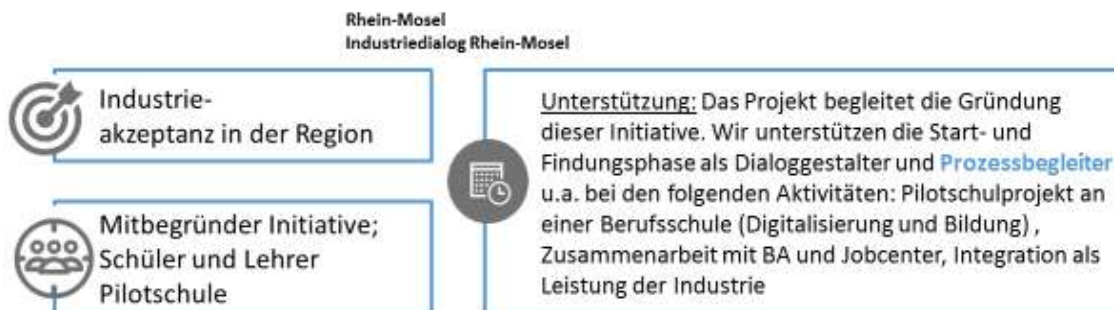 Rhein-Mosel
Industriedialog Rhein-Mosel
Industrie-
akzeptanz in der Region
Mitbegründer Initiative;
Schüler und Lehrer
Pilotschule
Unterstützung: Das Projekt begleitet die Gründung
dieser Initiative. Wir unterstützen die Start- und
Findungsphase als Dialoggestalter und Prozessbegleiter
u.a. bei den folgenden Aktivitäten: Pilotschulprojekt an
einer Berufsschule (Digitalisierung und Bildung) ,
Zusammenarbeit mit BA und Jobcenter, Integration als
Leistung der Industrie